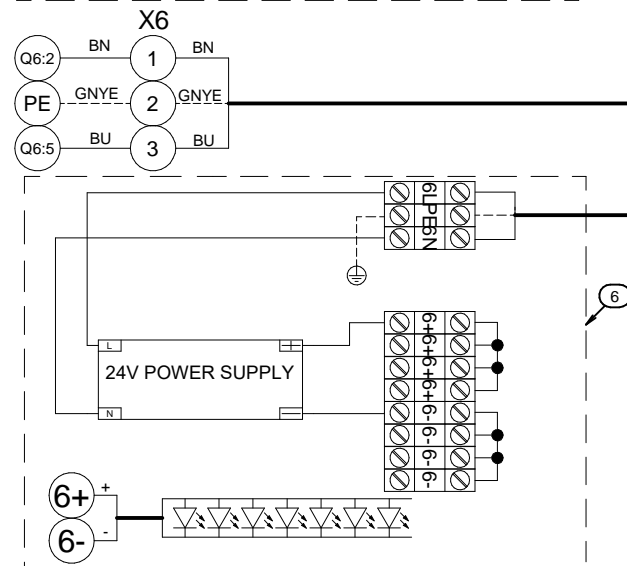 X6
Q6:2 BN 1 BN
PE GNYE 2 GNYE
Q6:5 BU 3 BU
6L
PE
6N
6
L
24V POWER SUPPLY
N
6+
6+
6+
6+
6-
6-
6-
6-
6+ +
6- -